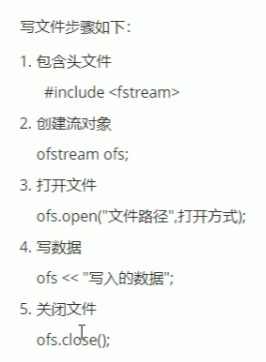 写文件步骤如下：
1. 包含头文件
#include <fstream>
2. 创建流对象
ofstream ofs;
3. 打开文件
ofs.open("文件路径",打开方式);
4. 写数据
ofs << "写入的数据";
5. 关闭文件
ofs.close();